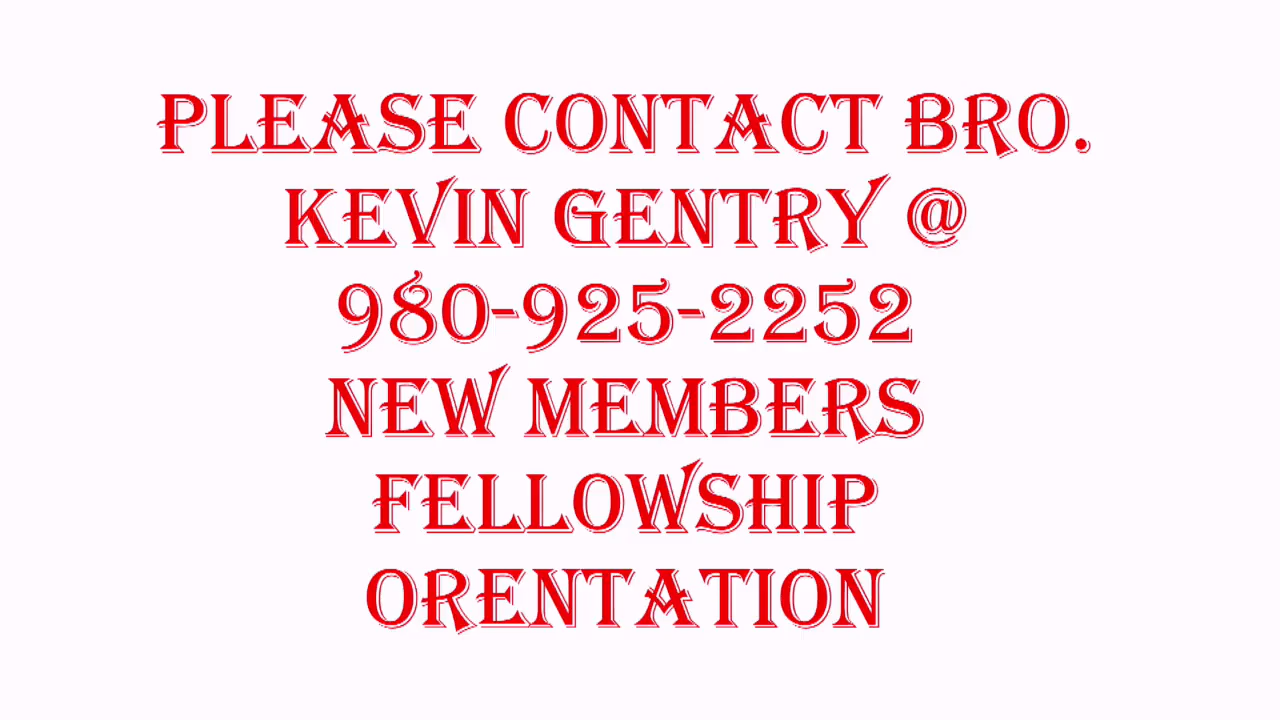 PLEASE CONTACT BRO.
KEVIN GENTRY @
980-925-2252
NEW MEMBERS
FELLOWSHIP
ORENTATION